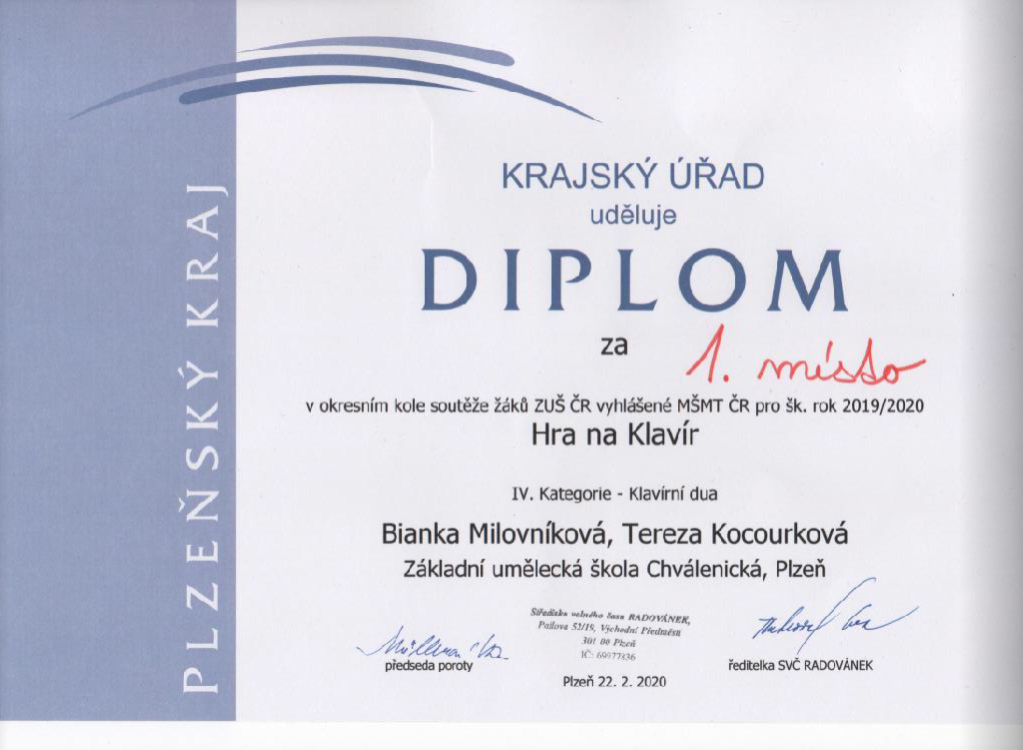 PLZEŇSKÝ KRAJ
KRAJSKÝ ÚŘAD
uděluje
DIPLOM
za 1. místo
v okresním kole soutěže žáků ZUŠ ČR vyhlášené MŠMT ČR pro šk. rok 2019/2020
Hra na Klavír
IV. Kategorie - Klavírní dua
Bianka Milovníková, Tereza Kocourková
Základní umělecká škola Chválenická, Plzeň
Středisko volného času RADOVÁNEK,
Pallova 52/19, Východní Předměstí
301 00 Plzeň
IČ: 69977836
předseda poroty
ředitelka SVČ RADOVÁNEK
Plzeň 22. 2. 2020